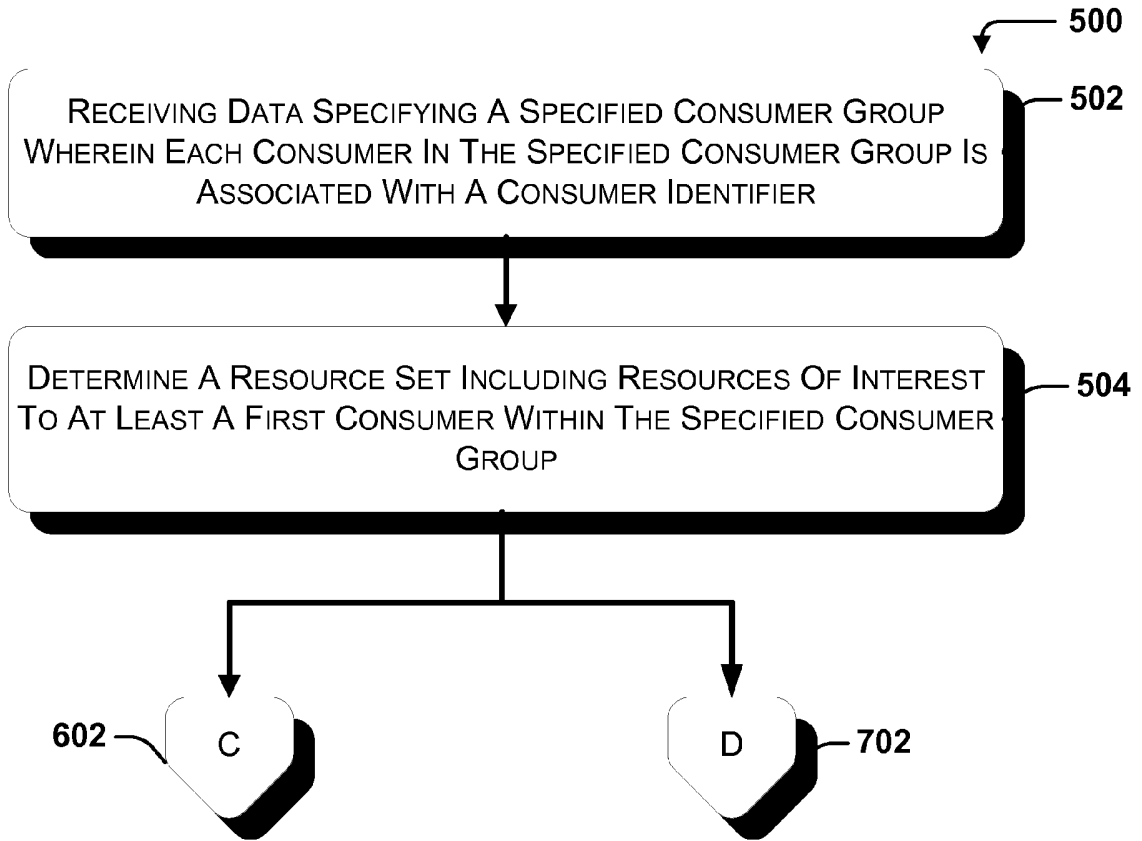 500
RECEIVING DATA SPECIFYING A SPECIFIED CONSUMER GROUP
WHEREIN EACH CONSUMER IN THE SPECIFIED CONSUMER GROUP IS
ASSOCIATED WITH A CONSUMER IDENTIFIER
502
DETERMINE A RESOURCE SET INCLUDING RESOURCES OF INTEREST
TO AT LEAST A FIRST CONSUMER WITHIN THE SPECIFIED CONSUMER
GROUP
504
602
C
D
702